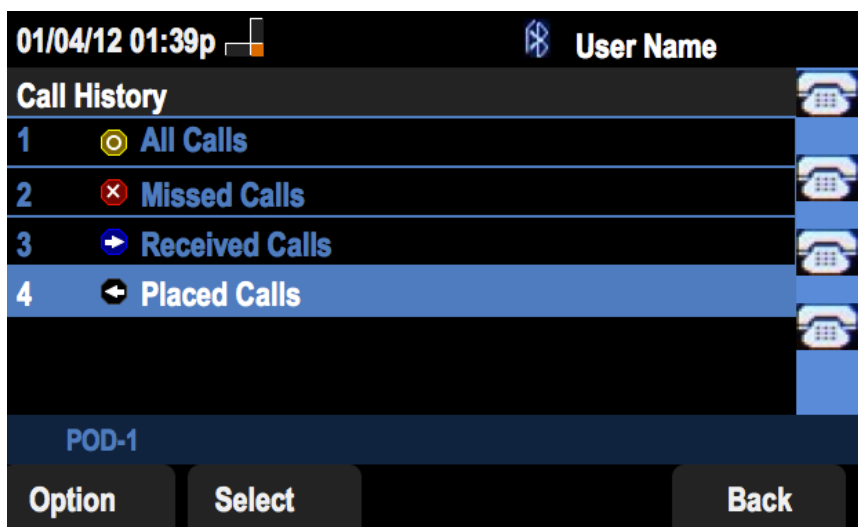 01/04/12 01:39p User Name
Call History
1 All Calls
2 Missed Calls
3 Received Calls
4 Placed Calls
POD-1
Option Select Back